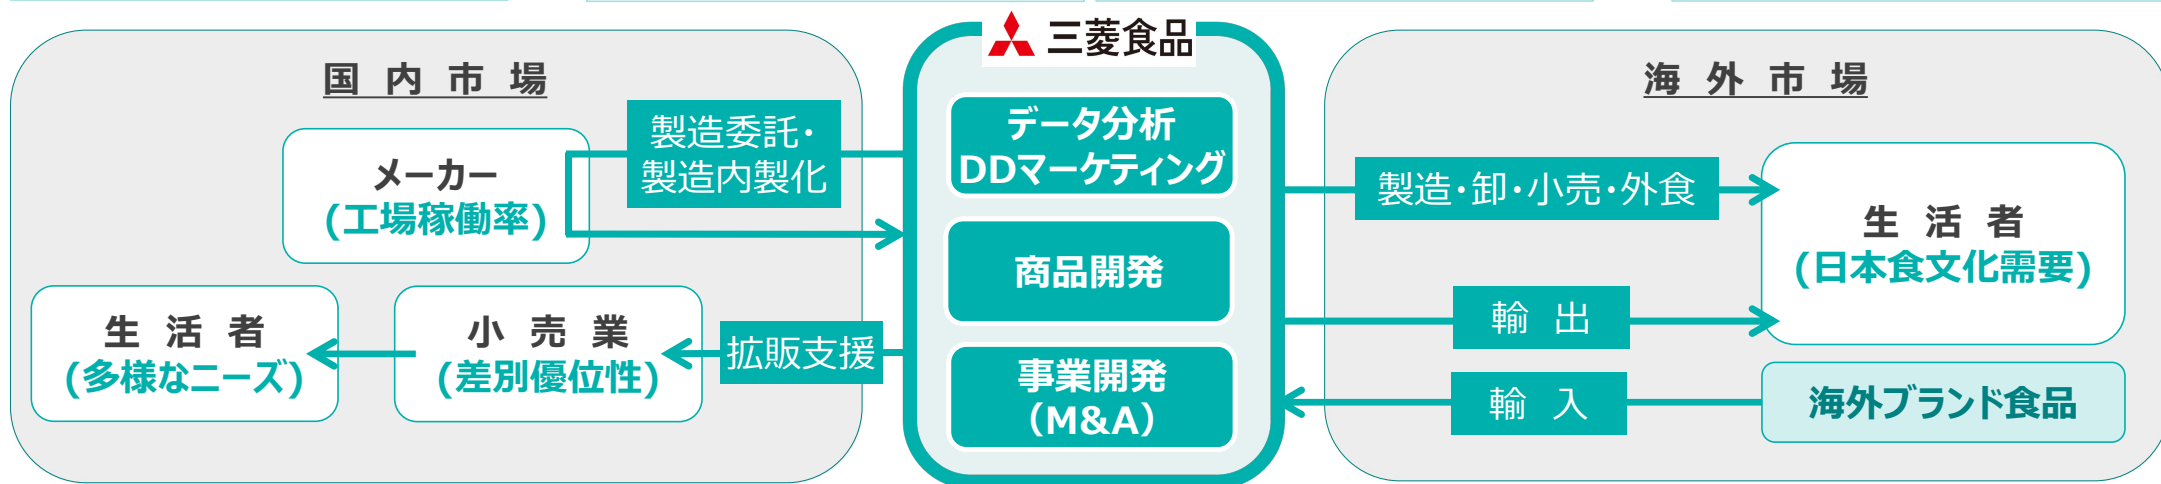 三菱食品
国内市場
メーカー
(工場稼働率)
製造委託・
製造内製化
生活者
(多様なニーズ)
小売業
(差別優位性)
拡販支援
データ分析
DDマーケティング
商品開発
事業開発
（M&A）
海外市場
製造・卸・小売・外食
生活者
(日本食文化需要)
輸出
輸入
海外ブランド食品